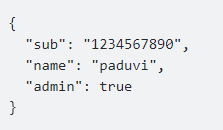 {
  "sub": "1234567890",
  "name": "paduvi",
  "admin": true
}